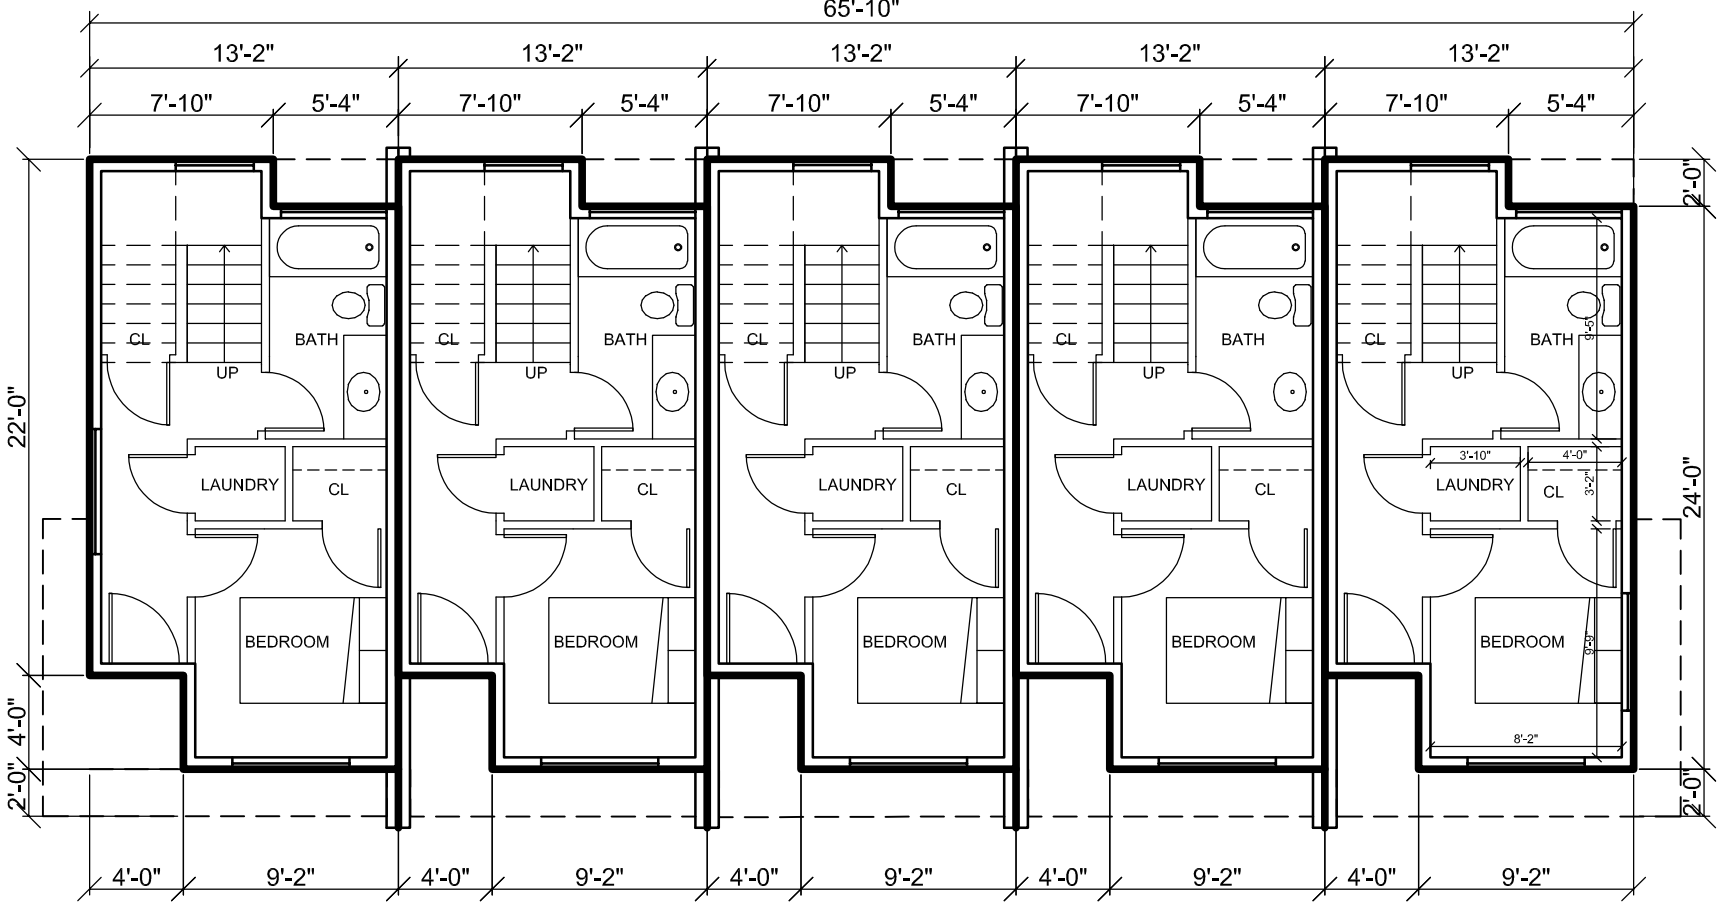 65'-10"
13'-2" 13'-2" 13'-2" 13'-2" 13'-2"
7'-10" 5'-4" 7'-10" 5'-4" 7'-10" 5'-4" 7'-10" 5'-4" 7'-10" 5'-4"
2'-0"
CL BATH CL BATH CL BATH CL BATH CL BATH
9'-5"
UP UP UP UP UP
22'-0"
3'-10" 4'-0"
LAUNDRY CL LAUNDRY CL LAUNDRY CL LAUNDRY CL LAUNDRY CL
3'-2"
24'-0"
BEDROOM BEDROOM BEDROOM BEDROOM BEDROOM
9'-9"
4'-0"
8'-2"
2'-0" 2'-0"
4'-0" 9'-2" 4'-0" 9'-2" 4'-0" 9'-2" 4'-0" 9'-2" 4'-0" 9'-2"